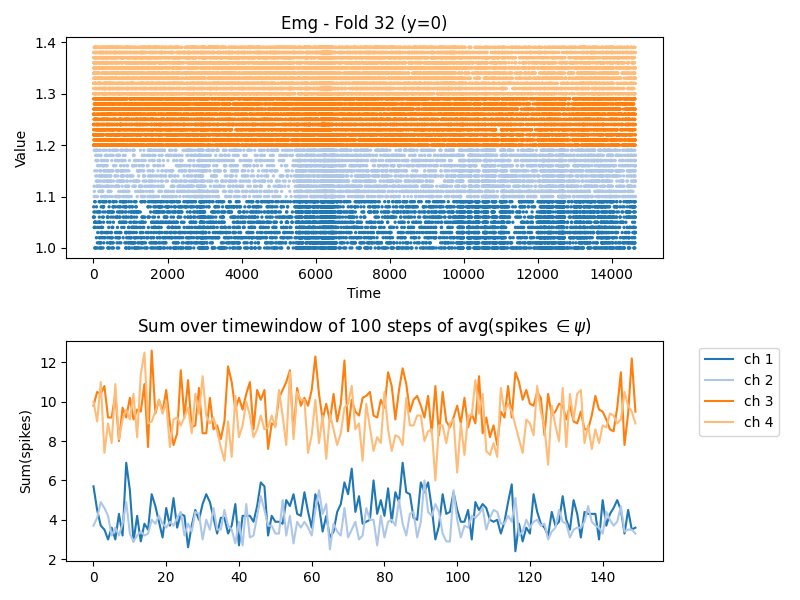 Emg - Fold 32 (y=0)
1.4
1.3
1.2
1.1
1.0
Value
0 2000 4000 6000 8000 10000 12000 14000
Time
Sum over timewindow of 100 steps of avg(spikes ∈ ψ)
12
10
8
6
4
2
Sum(spikes)
0 20 40 60 80 100 120 140
ch 1
ch 2
ch 3
ch 4